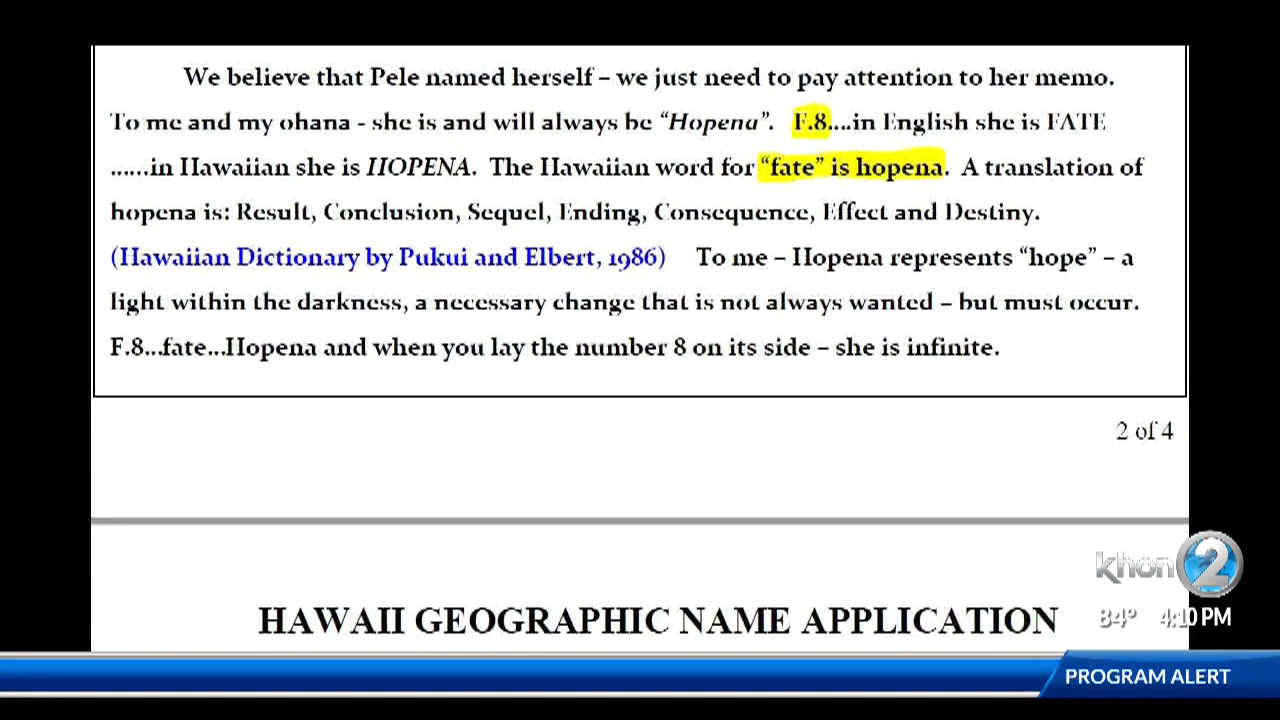 We believe that Pele named herself – we just need to pay attention to her memo.
To me and my ohana - she is and will always be “Hopena”. F.8....in English she is FATE
......in Hawaiian she is HOPENA. The Hawaiian word for “fate” is hopena. A translation of
hopena is: Result, Conclusion, Sequel, Ending, Consequence, Effect and Destiny.
(Hawaiian Dictionary by Pukui and Elbert, 1986) To me – Hopena represents “hope” – a
light within the darkness, a necessary change that is not always wanted – but must occur.
F.8...fate...Hopena and when you lay the number 8 on its side – she is infinite.
2 of 4
HAWAII GEOGRAPHIC NAME APPLICATION
khon 2
84° 4:10 PM
PROGRAM ALERT